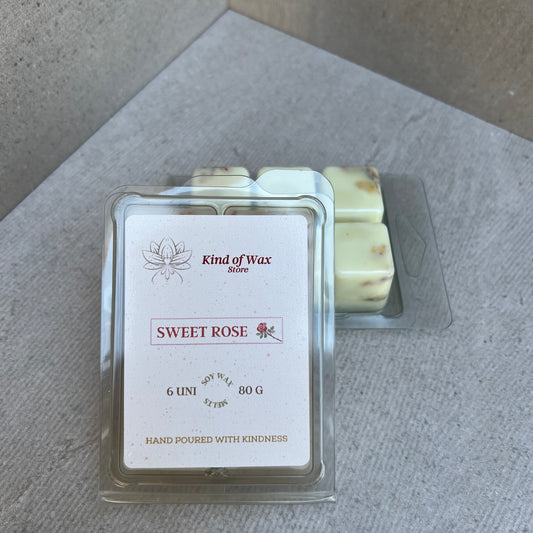 Kind of Wax
Store
SWEET ROSE
6 UNI
SOY WAX
MELTS
80 G
HAND POURED WITH KINDNESS